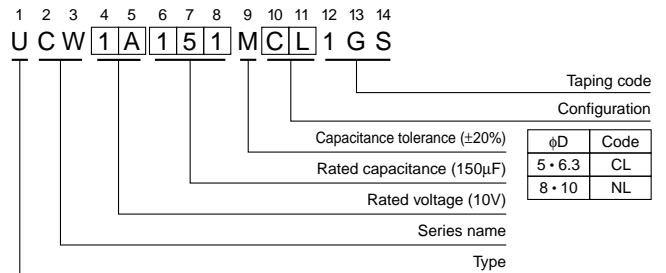 1 2 3 4 5 6 7 8 9 10 11 12 13 14
U C W 1 A 1 5 1 M C L 1 G S
Taping code
Configuration
Capacitance tolerance (±20%)
Rated capacitance (150µF)
Rated voltage (10V)
Series name
Type
ϕD Code
5 • 6.3 CL
8 • 10 NL